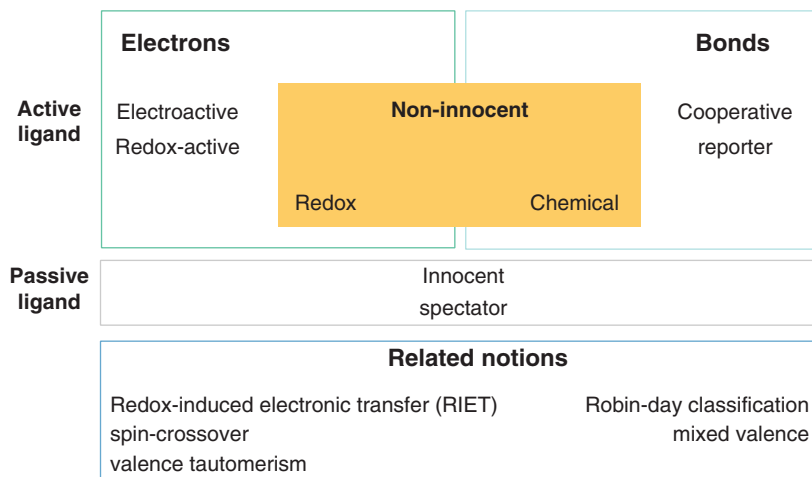 Electrons
Bonds
Active
ligand
Electroactive
Redox-active
Non-innocent
Redox
Chemical
Cooperative
reporter
Passive
ligand
Innocent
spectator
Related notions
Redox-induced electronic transfer (RIET)
spin-crossover
valence tautomerism
Robin-day classification
mixed valence